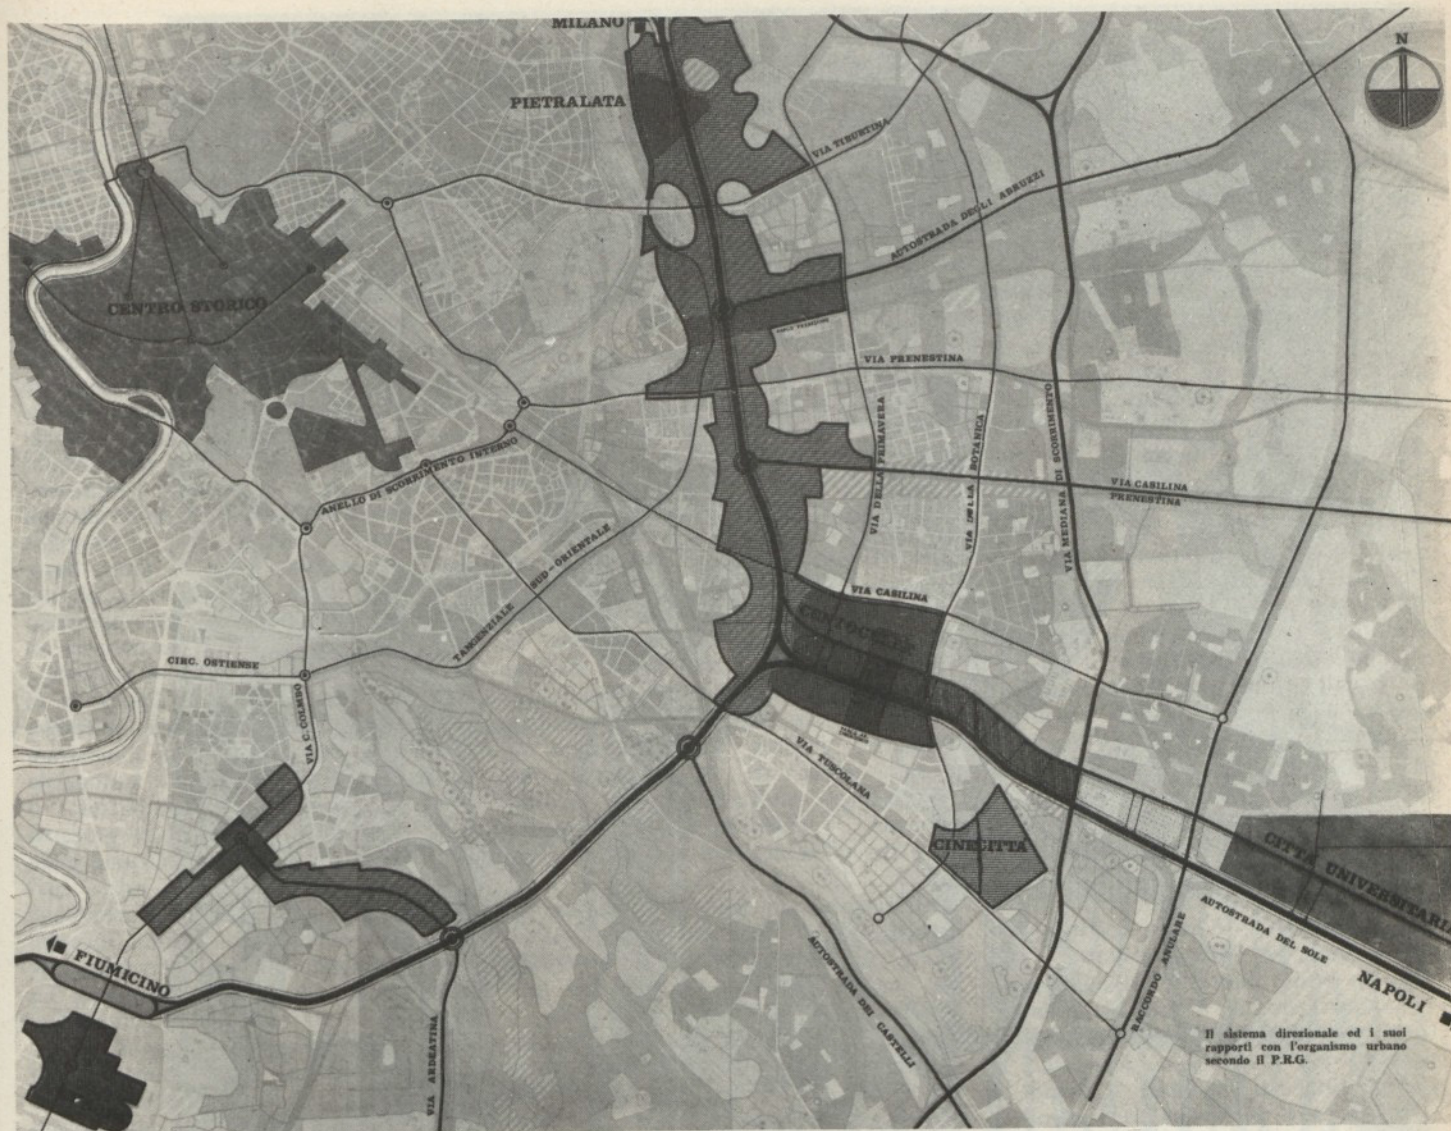 MILANO
N
PIETRALATA
VIA TIBURTINA
AUTOSTRADA DEGLI ABRUZZI
CENTRO STORICO
VIA PRENESTINA
VIA DELLA PRIMAVERA
VIA DELLA BOTANICA
VIA MEDIANA DI SCORRIMENTO
ANELLO DI SCORRIMENTO INTERNO
VIA CASILINA
PRENESTINA
TANGENZIALE SUD-ORIENTALE
VIA CASILINA
CENTOCELLE
CIRC. OSTIENSE
VIA C. COLMBO
VIA TUSCOLANA
CINECITTA
CITTÀ UNIVERSITARIA
AUTOSTRADA DEL SOLE
NAPOLI
FIUMICINO
AUTOSTRADA DEI CASTELLI
RACCORDO ANULARE
VIA ARDEATINA
Il sistema direzionale ed i suoi
rapporti con l'organismo urbano
secondo il P.R.G.